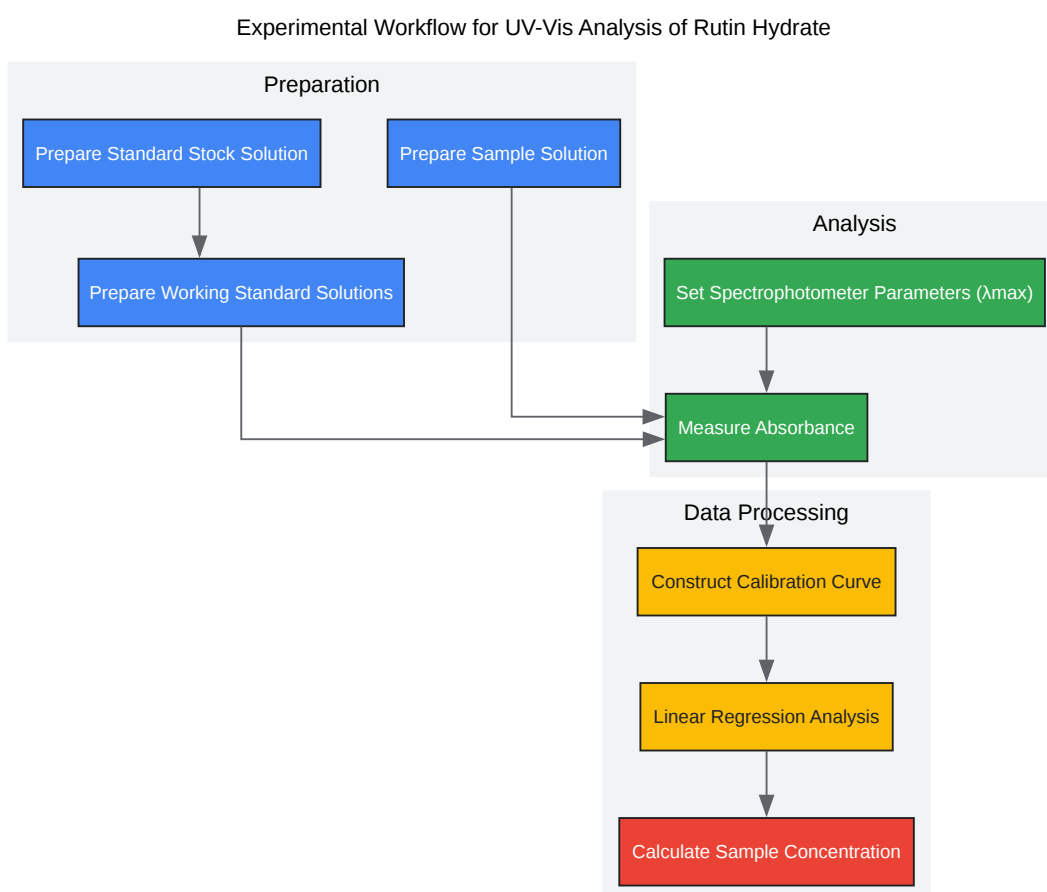 Experimental Workflow for UV-Vis Analysis of Rutin Hydrate
Preparation
Prepare Standard Stock Solution
Prepare Sample Solution
Prepare Working Standard Solutions
Analysis
Set Spectrophotometer Parameters (λmax)
Measure Absorbance
Data Processing
Construct Calibration Curve
Linear Regression Analysis
Calculate Sample Concentration